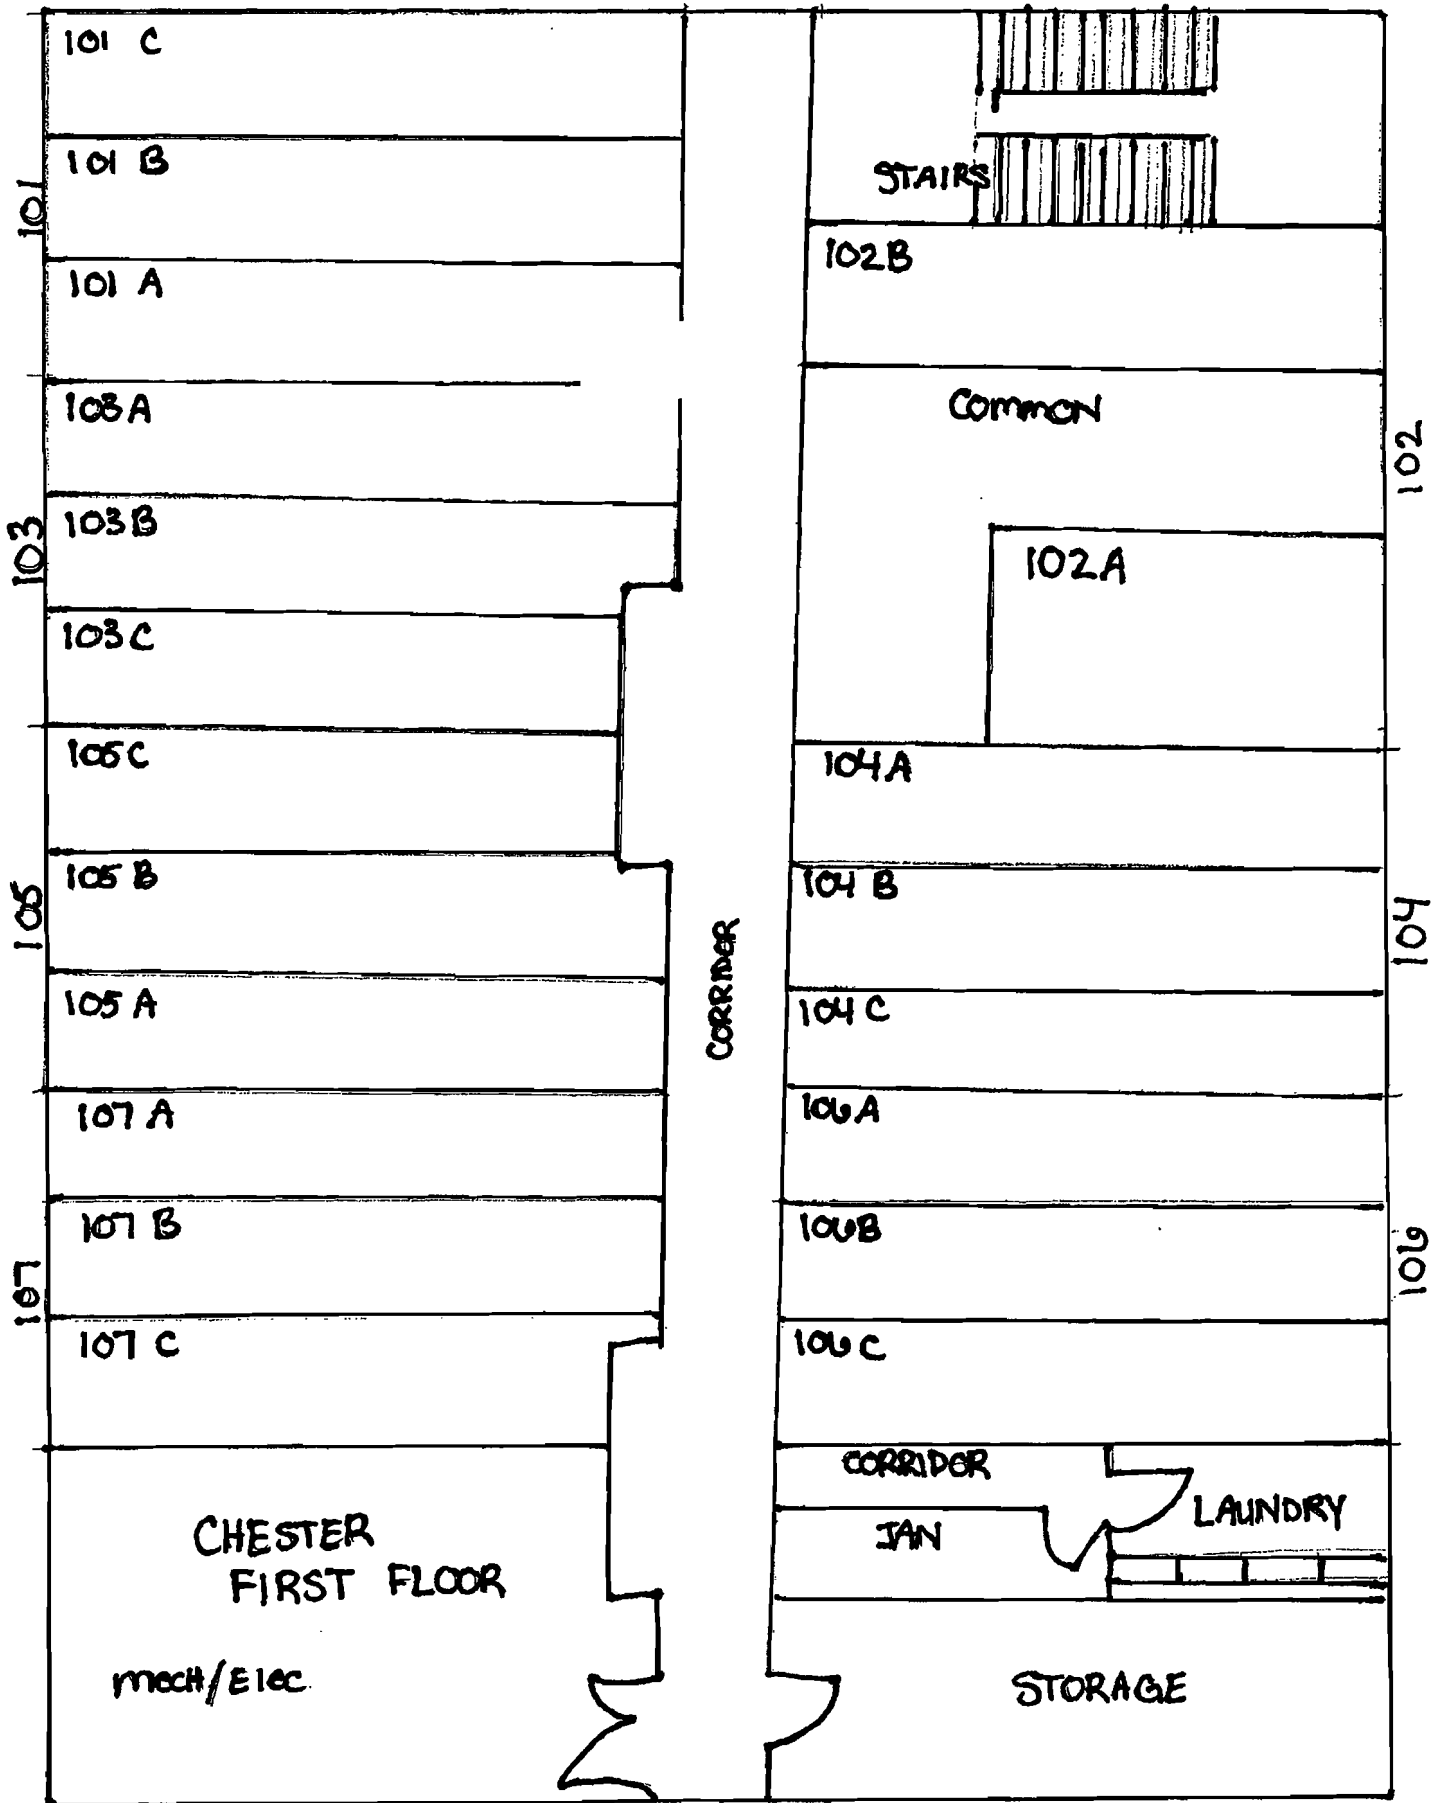 101 C
101 B
101
101 A
103A
103B
103
103C
105C
105 B
105
105 A
107 A
107 B
107
107 C
CHESTER
FIRST FLOOR
mecH/Elec
CORRIDOR
STAIRS
102B
COMMON
102
102A
104A
104 B
104
104 C
106A
106B
106
106 C
CORRIDOR
LAUNDRY
JAN
STORAGE